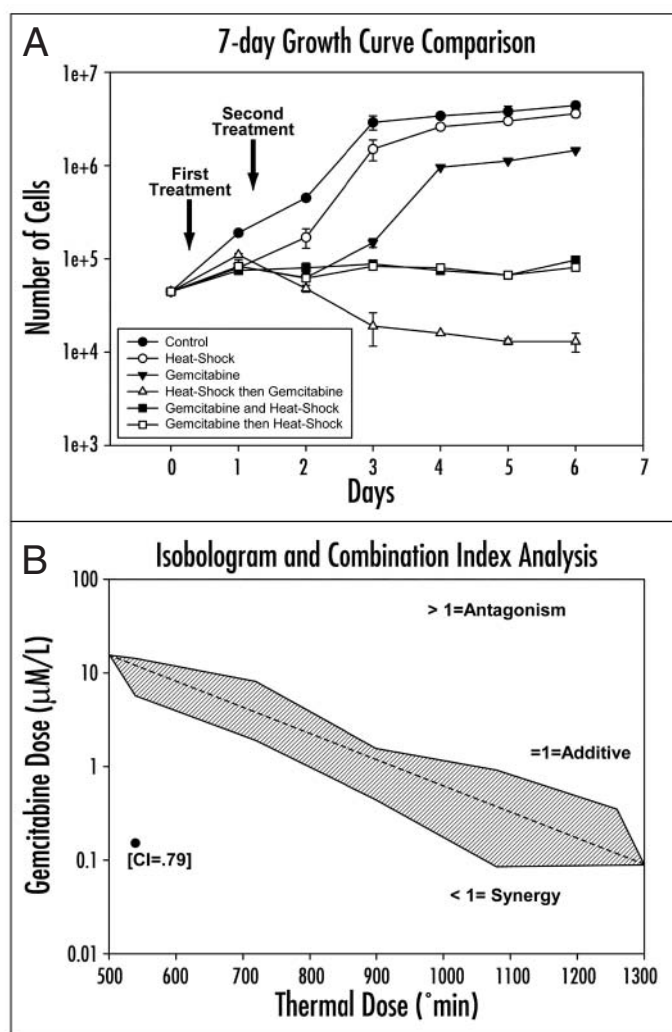 A
7-day Growth Curve Comparison
1e+7
1e+6
1e+5
1e+4
1e+3
Number of Cells
First
Treatment
Second
Treatment
Control
Heat-Shock
Gemcitabine
Heat-Shock then Gemcitabine
Gemcitabine and Heat-Shock
Gemcitabine then Heat-Shock
0 1 2 3 4 5 6 7
Days
B
Isobologram and Combination Index Analysis
100
10
1
0.1
0.01
Gemcitabine Dose (μM/L)
> 1=Antagonism
=1=Additive
[CI=.79]
< 1= Synergy
500 600 700 800 900 1000 1100 1200 1300
Thermal Dose (°min)